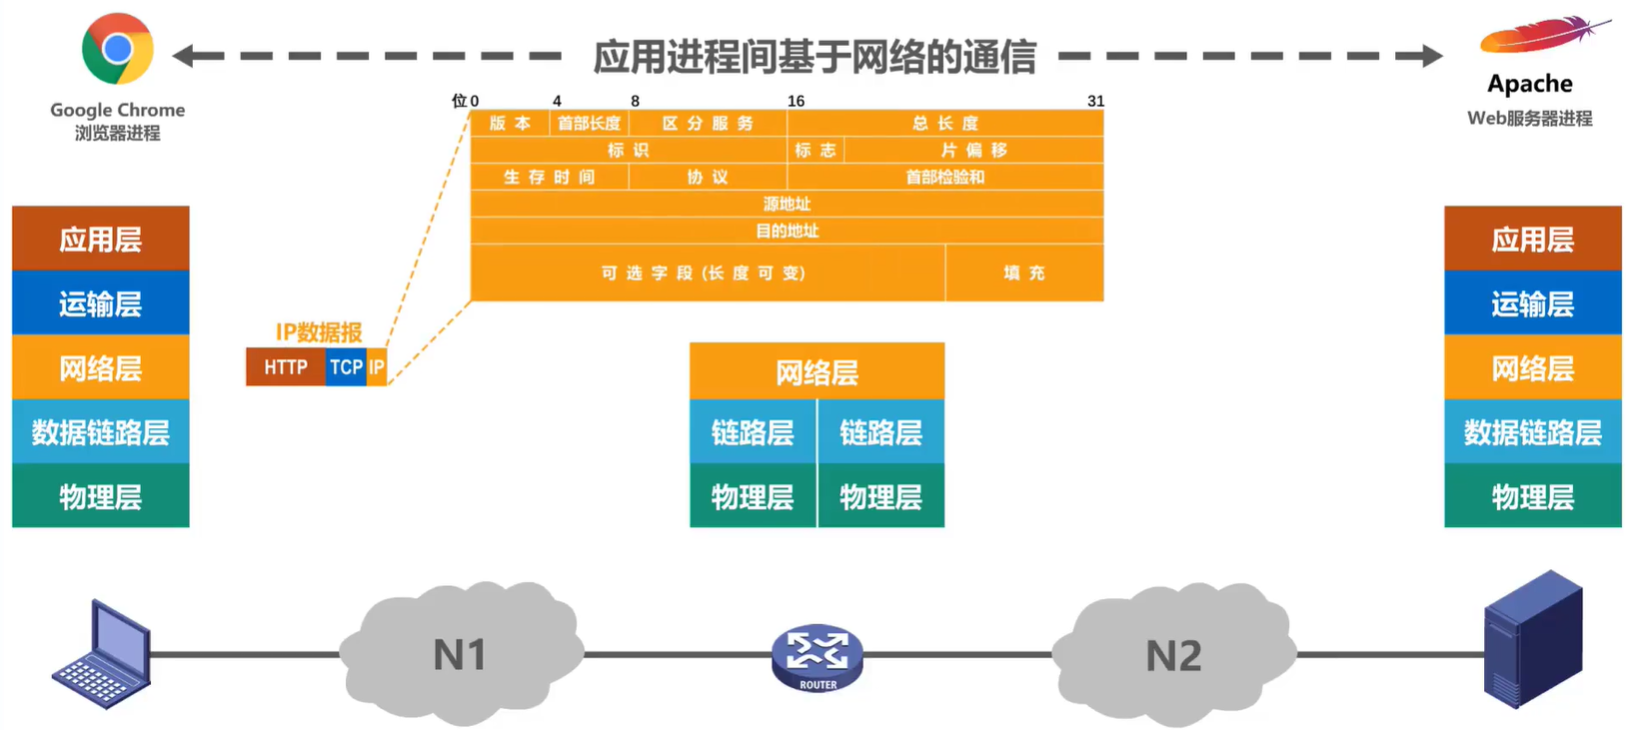 应用进程间基于网络的通信
Google Chrome
浏览器进程
Apache
Web服务器进程
位 0 4 8 16 31
版 本 首部长度 区 分 服 务 总 长 度
标 识 标 志 片 偏 移
生 存 时 间 协 议 首部检验和
源地址
目的地址
可 选 字 段 (长 度 可 变) 填 充
IP数据报
HTTP TCP IP
应用层
运输层
网络层
数据链路层
物理层
网络层
链路层 链路层
物理层 物理层
应用层
运输层
网络层
数据链路层
物理层
N1
ROUTER
N2